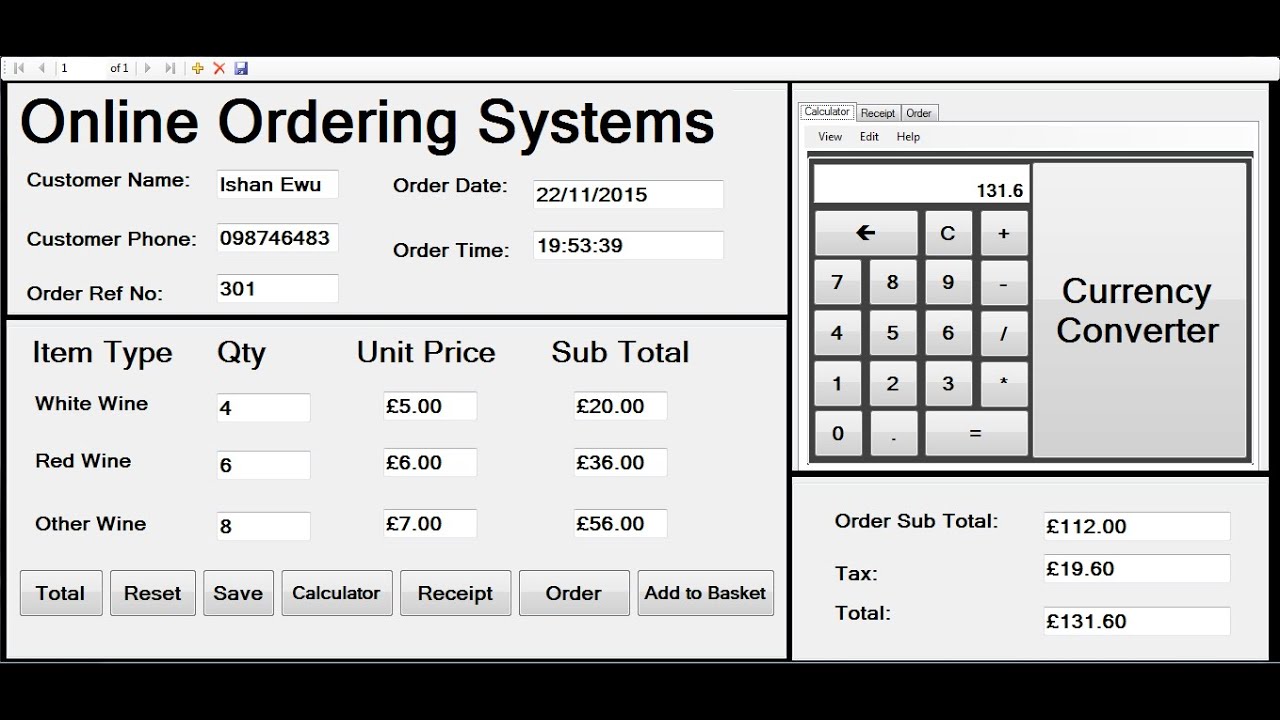 1 of 1
Online Ordering Systems
Customer Name: Ishan Ewu Order Date: 22/11/2015
Customer Phone: 098746483 Order Time: 19:53:39
Order Ref No: 301
Item Type Qty Unit Price Sub Total
White Wine 4 £5.00 £20.00
Red Wine 6 £6.00 £36.00
Other Wine 8 £7.00 £56.00
Total Reset Save Calculator Receipt Order Add to Basket
Calculator Receipt Order
View Edit Help
131.6
← C +
7 8 9 -
4 5 6 /
1 2 3 *
0 . =
Currency
Converter
Order Sub Total: £112.00
Tax: £19.60
Total: £131.60